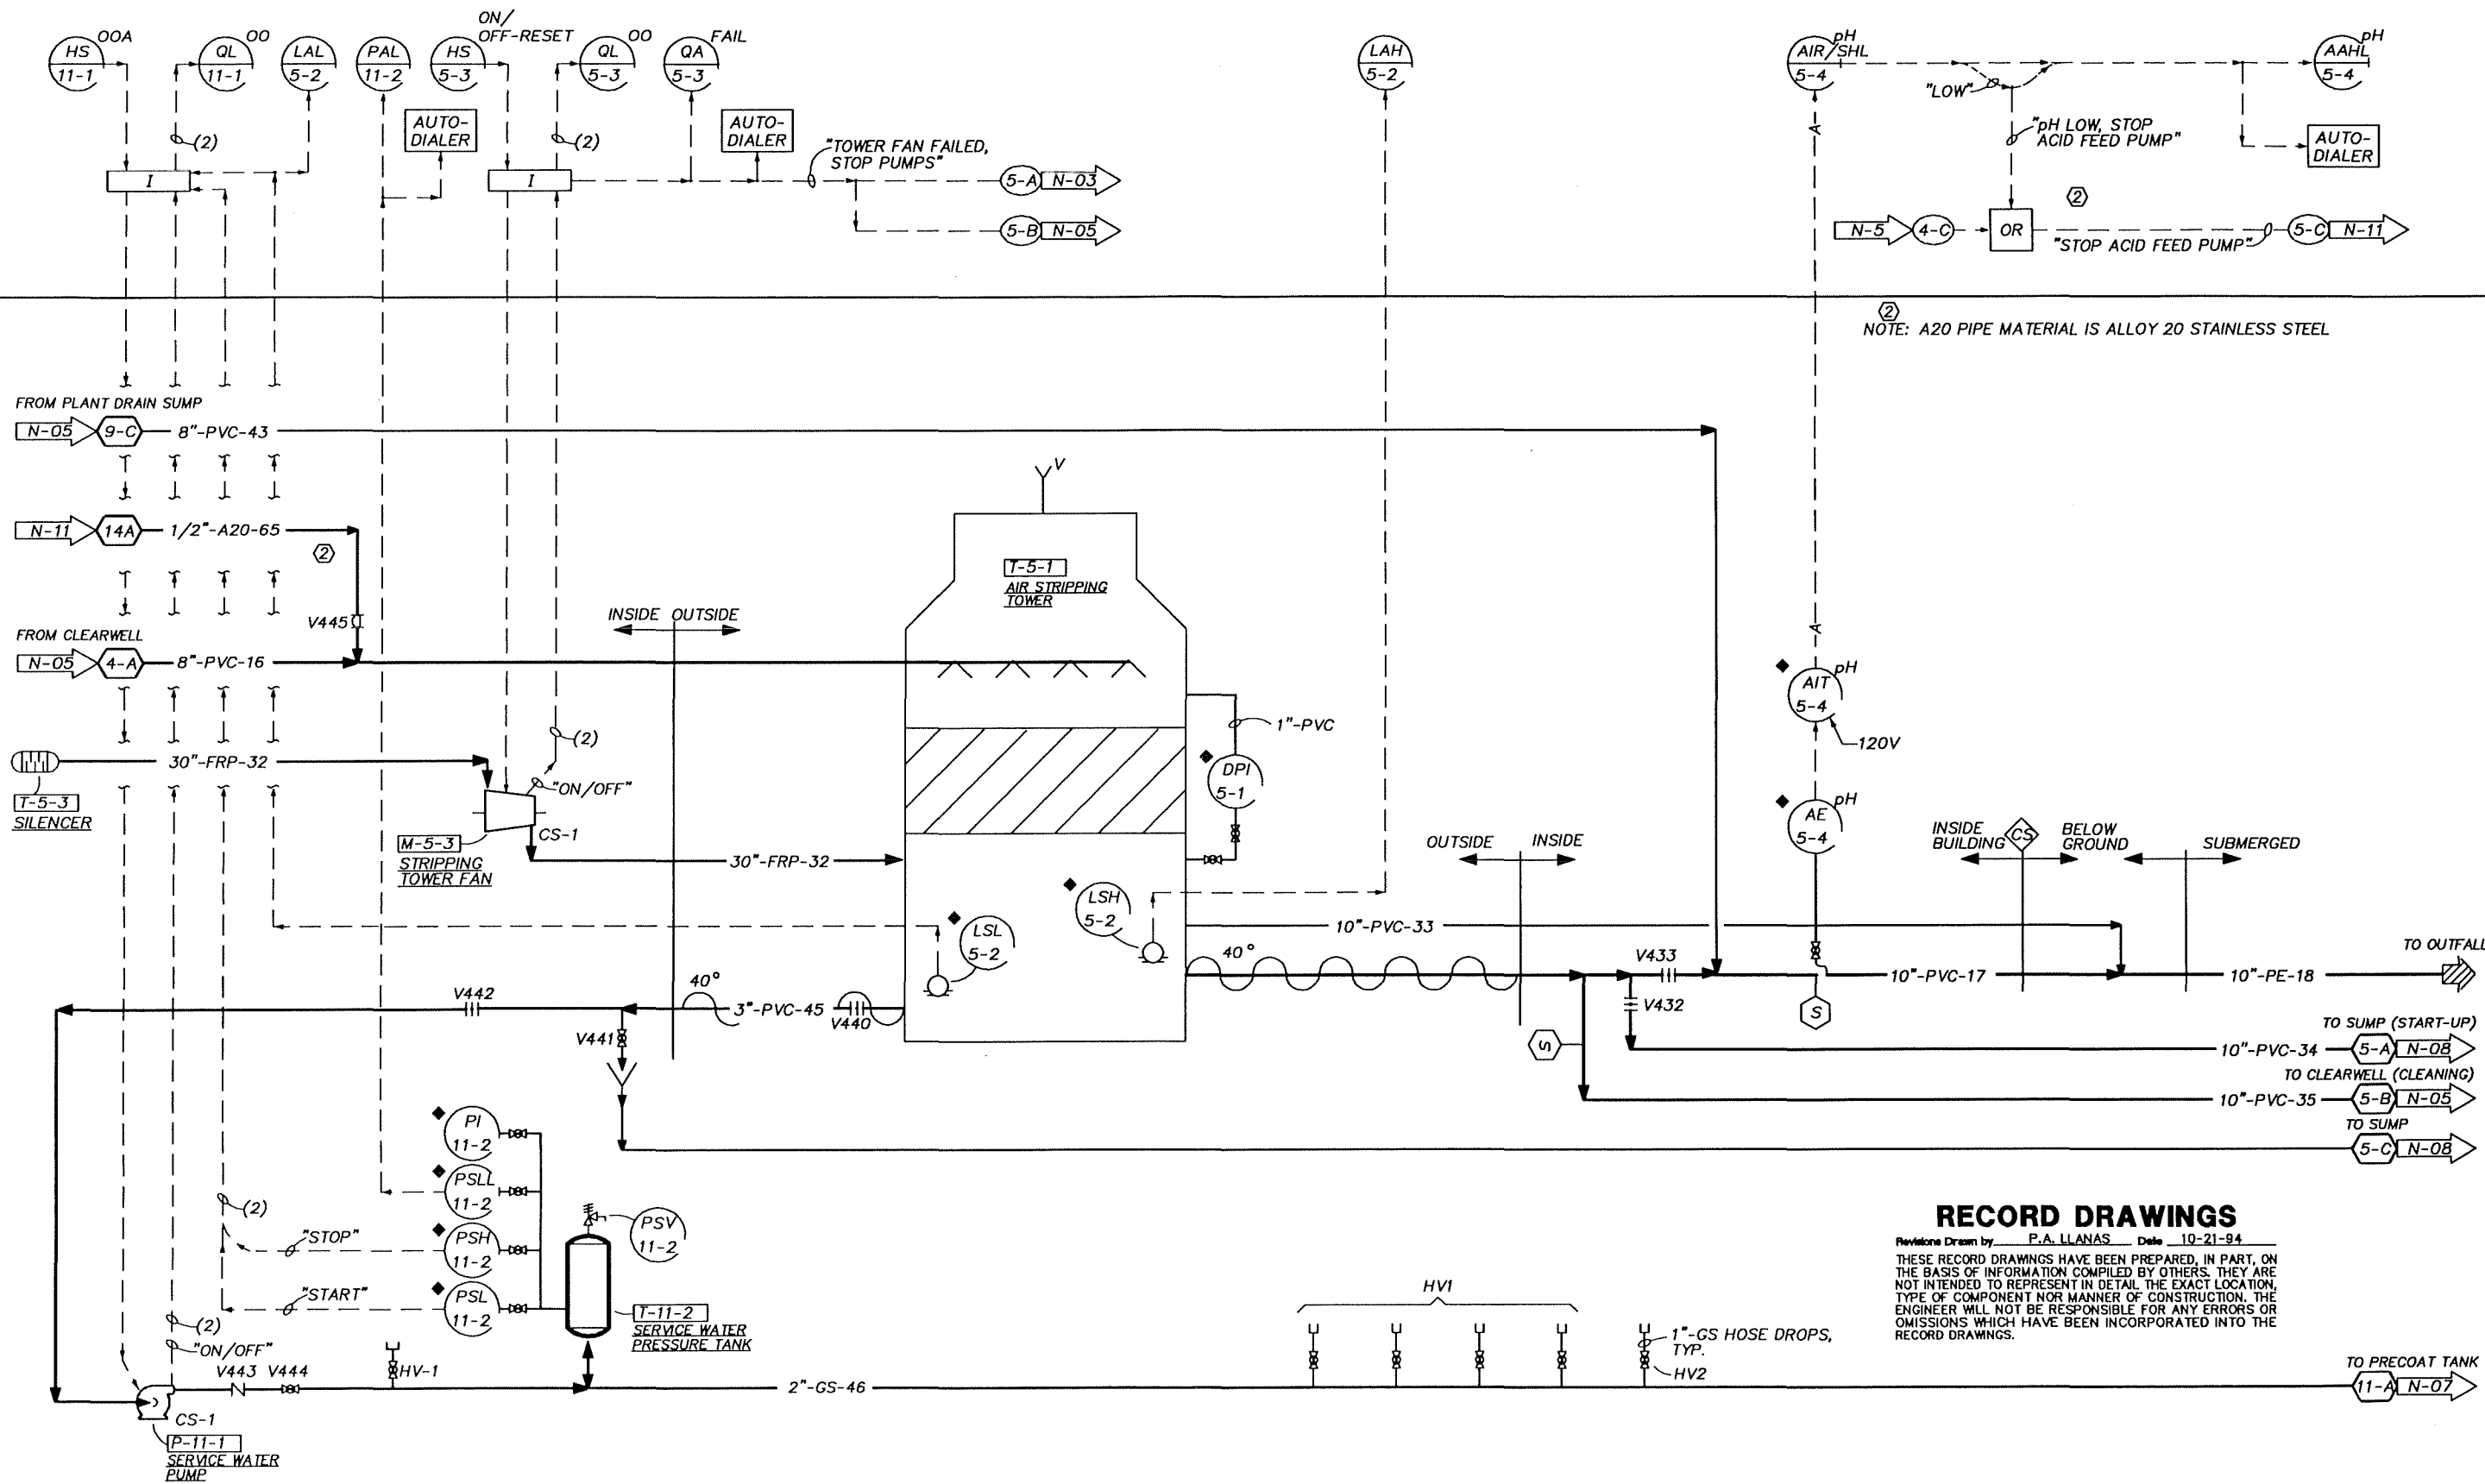 HS 11-1 OOA
QL 11-1 OO
LAL 5-2
PAL 11-2
HS 5-3 ON/ OFF-RESET
QL 5-3 OO
QA 5-3 FAIL
LAH 5-2
AIR/SHL 5-4 pH
AAHL 5-4 pH
"LOW"
(2)
AUTO-
DIALER
(2)
AUTO-
DIALER
"TOWER FAN FAILED,
STOP PUMPS"
"pH LOW, STOP
ACID FEED PUMP"
AUTO-
DIALER
I
I
5-A N-03
5-B N-05
2
N-5 4-C
OR
"STOP ACID FEED PUMP"
5-C N-11
A
2
NOTE: A20 PIPE MATERIAL IS ALLOY 20 STAINLESS STEEL
FROM PLANT DRAIN SUMP
N-05 9-C 8"-PVC-43
V
N-11 14A 1/2"-A20-65
2
T-5-1
AIR STRIPPING
TOWER
INSIDE OUTSIDE
V445
A
FROM CLEARWELL
N-05 4-A 8"-PVC-16
AIT 5-4 pH
120V
1"-PVC
(2)
30"-FRP-32
DPI 5-1
"ON/OFF"
T-5-3
SILENCER
AE 5-4 pH
CS-1
M-5-3
STRIPPING
TOWER FAN
30"-FRP-32
OUTSIDE INSIDE
INSIDE
BUILDING
CS
BELOW
GROUND
SUBMERGED
LSH 5-2
LSL 5-2
10"-PVC-33
40°
V433
TO OUTFALL
10"-PVC-17
10"-PE-18
40°
V442
3"-PVC-45
V440
V432
S
V441
S
TO SUMP (START-UP)
10"-PVC-34 5-A N-08
TO CLEARWELL (CLEANING)
10"-PVC-35 5-B N-05
TO SUMP
5-C N-08
PI 11-2
PSLL 11-2
(2)
"STOP"
PSH 11-2
PSV 11-2
"START"
PSL 11-2
T-11-2
SERVICE WATER
PRESSURE TANK
RECORD DRAWINGS
Revisions Drawn by P.A. LLANAS Date 10-21-94
THESE RECORD DRAWINGS HAVE BEEN PREPARED, IN PART, ON
THE BASIS OF INFORMATION COMPILED BY OTHERS. THEY ARE
NOT INTENDED TO REPRESENT IN DETAIL THE EXACT LOCATION,
TYPE OF COMPONENT NOR MANNER OF CONSTRUCTION. THE
ENGINEER WILL NOT BE RESPONSIBLE FOR ANY ERRORS OR
OMISSIONS WHICH HAVE BEEN INCORPORATED INTO THE
RECORD DRAWINGS.
HV1
(2)
"ON/OFF"
V443 V444
HV-1
1"-GS HOSE DROPS,
TYP.
HV2
2"-GS-46
TO PRECOAT TANK
11-A N-07
CS-1
P-11-1
SERVICE WATER
PUMP